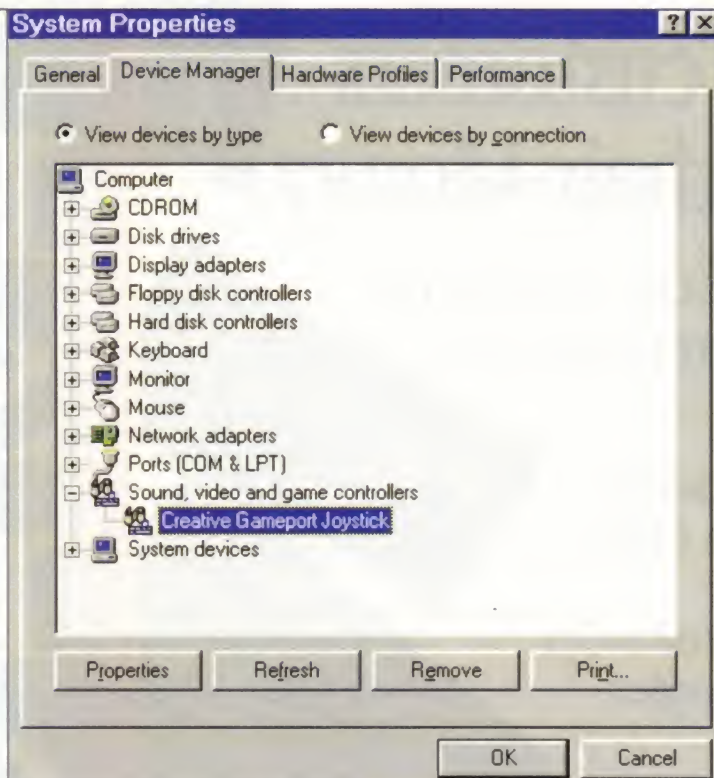 System Properties
General Device Manager Hardware Profiles Performance
View devices by type View devices by connection
Computer
CDROM
Disk drives
Display adapters
Floppy disk controllers
Hard disk controllers
Keyboard
Monitor
Mouse
Network adapters
Ports (COM & LPT)
Sound, video and game controllers
Creative Gameport Joystick
System devices
Properties Refresh Remove Print...
OK Cancel